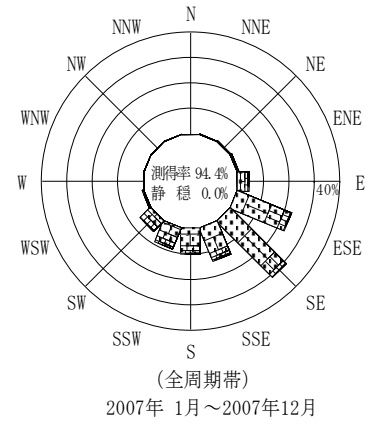 N
NNW
NNE
NW
NE
WNW
ENE
測得率 94.4%
W
40%
E
静 穏 0.0%
WSW
ESE
SW
SE
SSW
SSE
S
(全周期帯)
2007年 1月～2007年12月